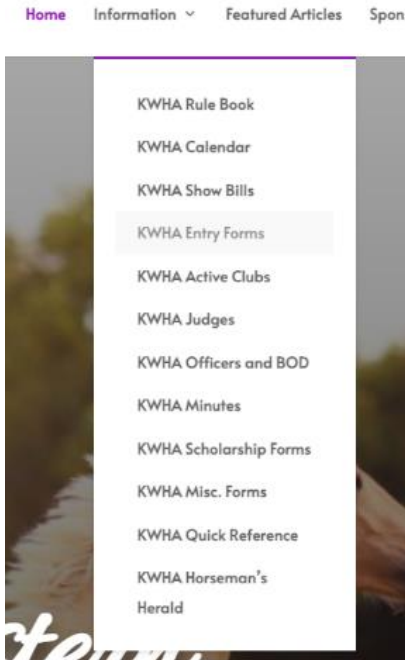 Home Information Featured Articles Spon
KWHA Rule Book
KWHA Calendar
KWHA Show Bills
KWHA Entry Forms
KWHA Active Clubs
KWHA Judges
KWHA Officers and BOD
KWHA Minutes
KWHA Scholarship Forms
KWHA Misc. Forms
KWHA Quick Reference
KWHA Horseman's
Herald